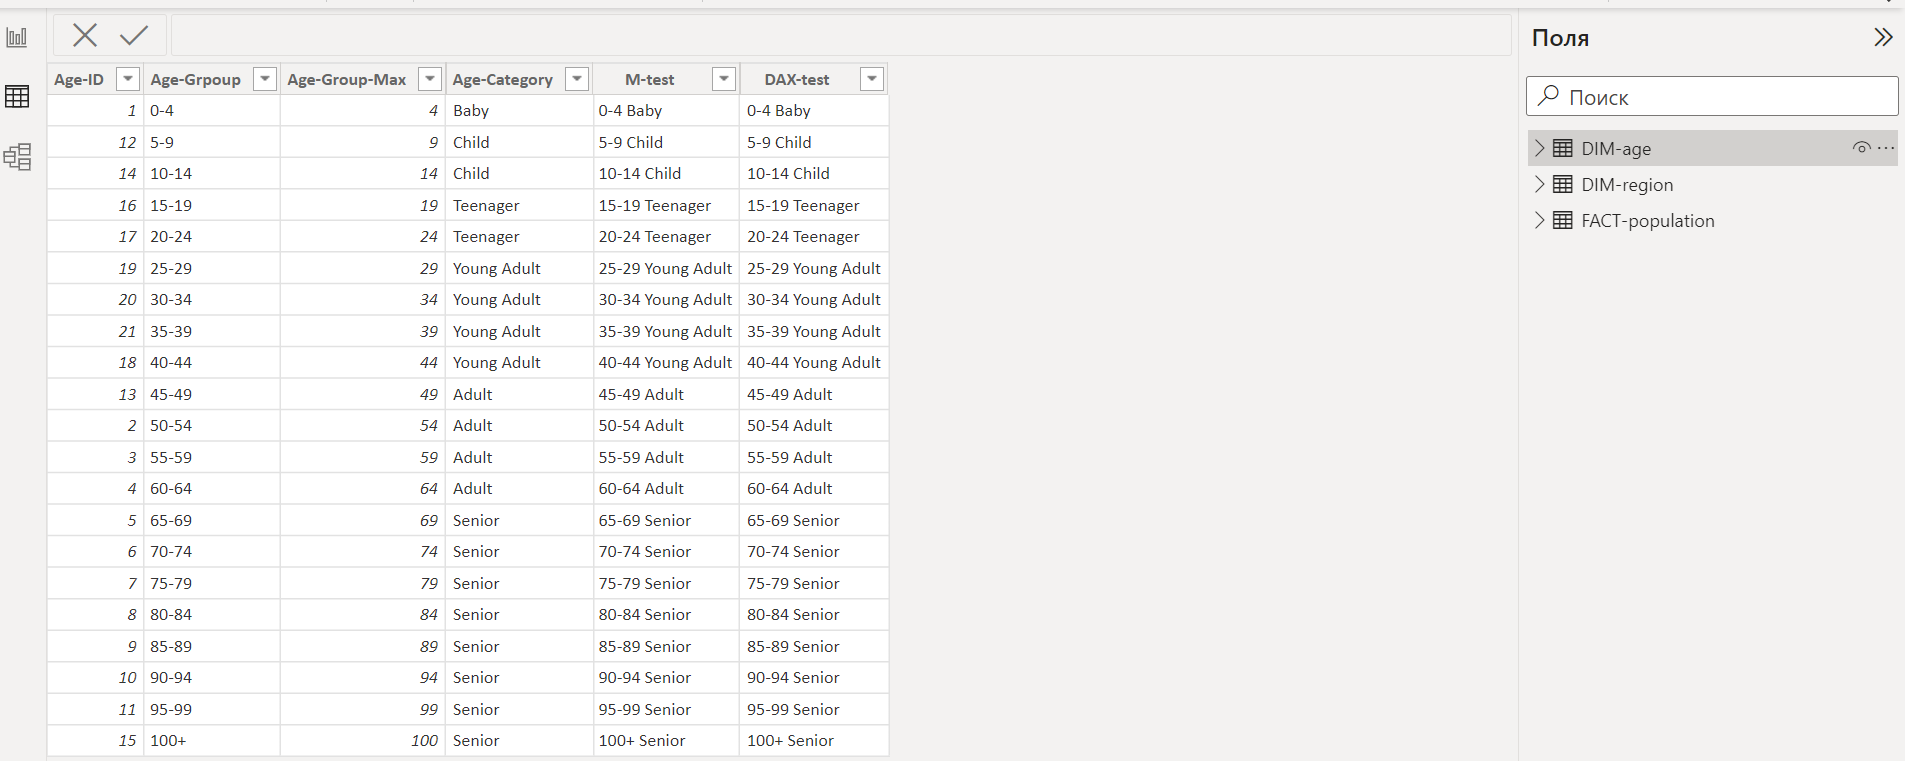 Поля
Поиск
DIM-age
DIM-region
FACT-population
Age-ID Age-Grpoup Age-Group-Max Age-Category M-test DAX-test
1 0-4 4 Baby 0-4 Baby 0-4 Baby
12 5-9 9 Child 5-9 Child 5-9 Child
14 10-14 14 Child 10-14 Child 10-14 Child
16 15-19 19 Teenager 15-19 Teenager 15-19 Teenager
17 20-24 24 Teenager 20-24 Teenager 20-24 Teenager
19 25-29 29 Young Adult 25-29 Young Adult 25-29 Young Adult
20 30-34 34 Young Adult 30-34 Young Adult 30-34 Young Adult
21 35-39 39 Young Adult 35-39 Young Adult 35-39 Young Adult
18 40-44 44 Young Adult 40-44 Young Adult 40-44 Young Adult
13 45-49 49 Adult 45-49 Adult 45-49 Adult
2 50-54 54 Adult 50-54 Adult 50-54 Adult
3 55-59 59 Adult 55-59 Adult 55-59 Adult
4 60-64 64 Adult 60-64 Adult 60-64 Adult
5 65-69 69 Senior 65-69 Senior 65-69 Senior
6 70-74 74 Senior 70-74 Senior 70-74 Senior
7 75-79 79 Senior 75-79 Senior 75-79 Senior
8 80-84 84 Senior 80-84 Senior 80-84 Senior
9 85-89 89 Senior 85-89 Senior 85-89 Senior
10 90-94 94 Senior 90-94 Senior 90-94 Senior
11 95-99 99 Senior 95-99 Senior 95-99 Senior
15 100+ 100 Senior 100+ Senior 100+ Senior